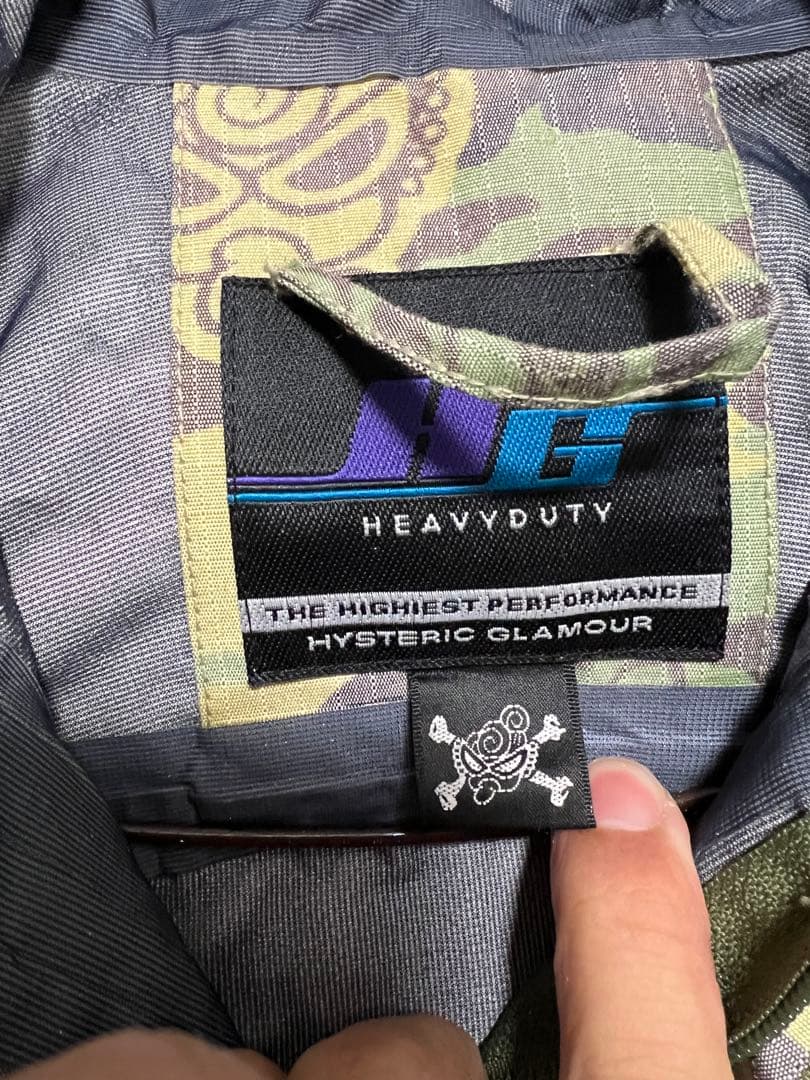 HG
HEAVYDUTY
THE HIGHIEST PERFORMANCE
HYSTERIC GLAMOUR